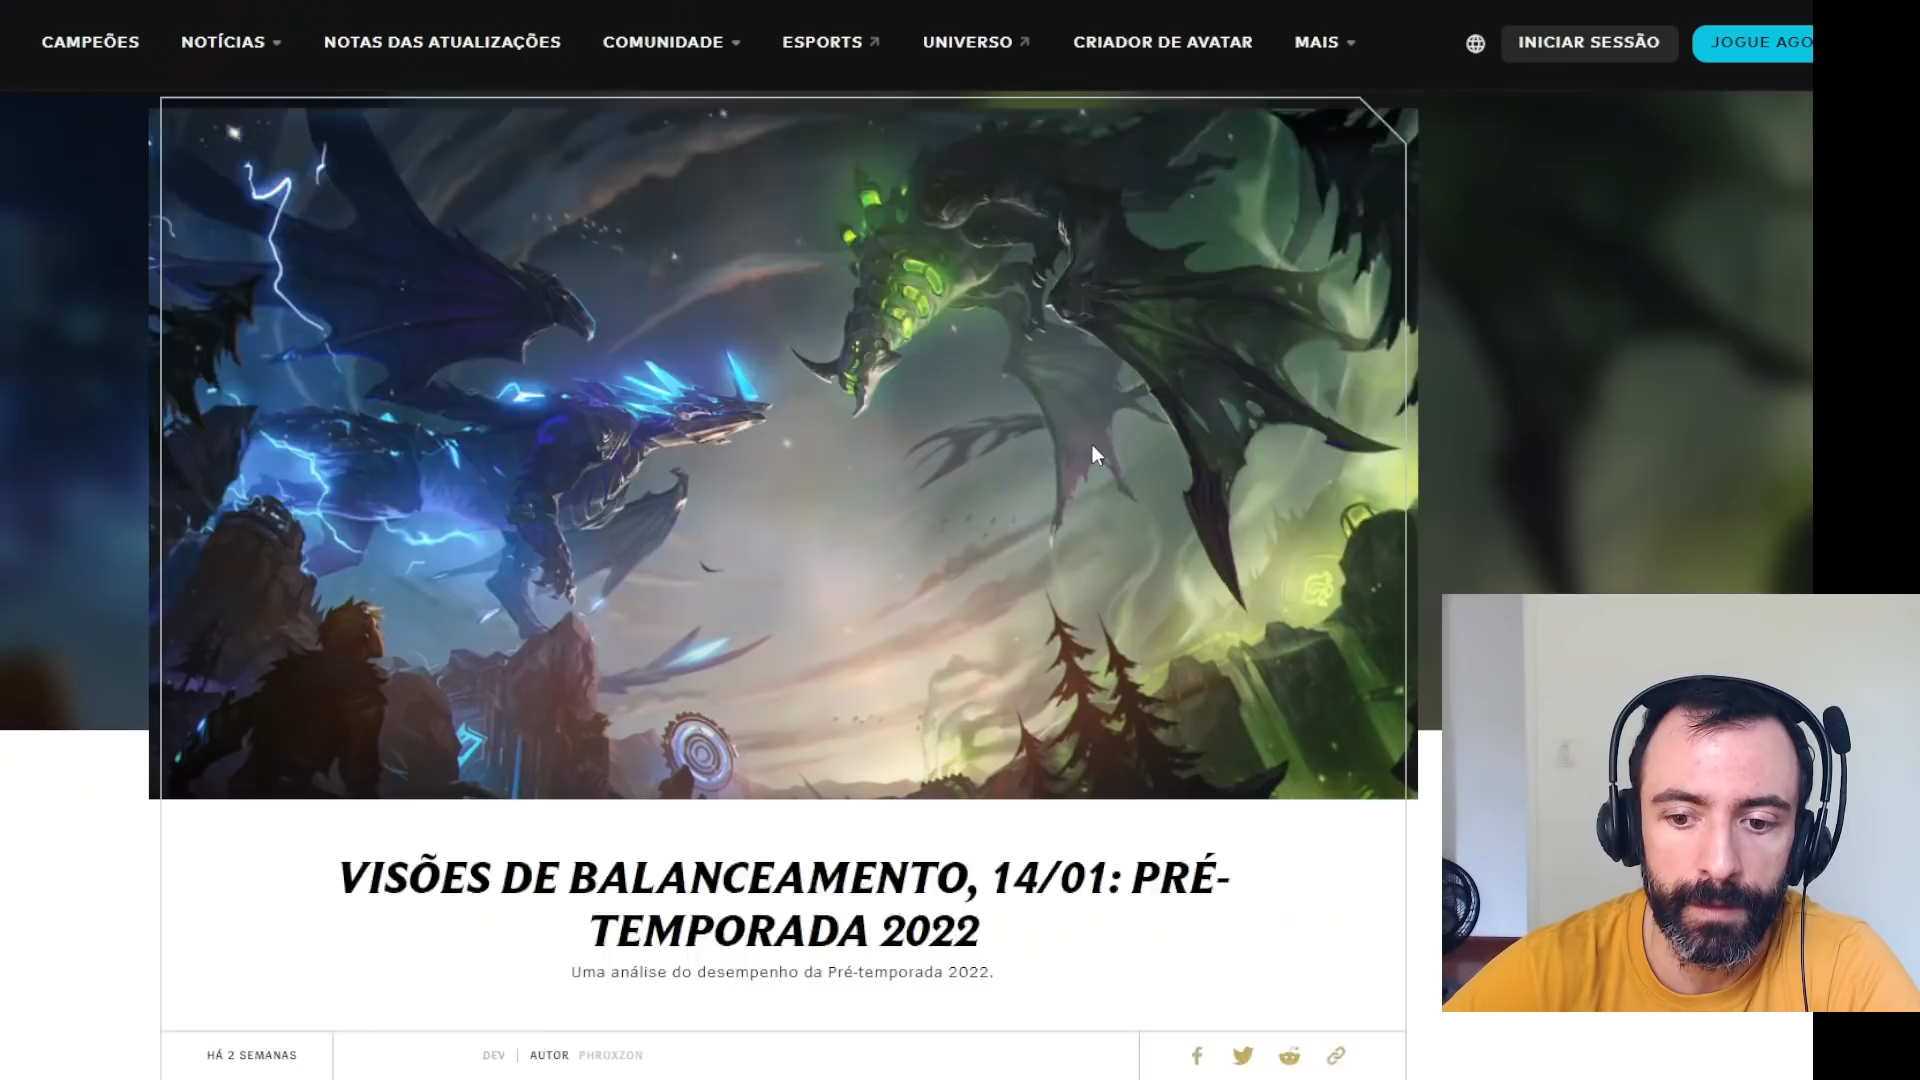 CAMPEÕES NOTÍCIAS NOTAS DAS ATUALIZAÇÕES COMUNIDADE ESPORTS UNIVERSO CRIADOR DE AVATAR MAIS INICIAR SESSÃO JOGUE AGO
VISÕES DE BALANCEAMENTO, 14/01: PRÉ-
TEMPORADA 2022
Uma análise do desempenho da Pré-temporada 2022.
HÁ 2 SEMANAS DEV | AUTOR PHROXZON